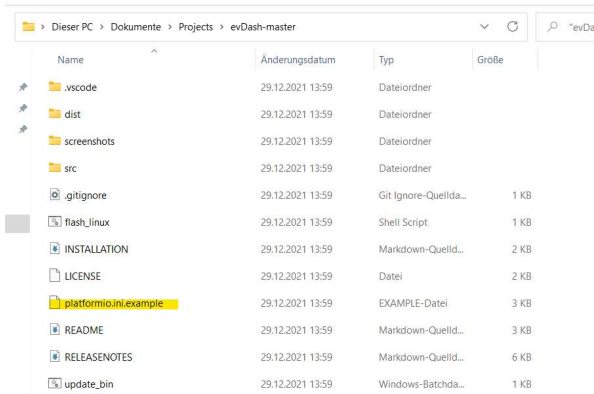 Dieser PC > Dokumente > Projects > evDash-master "evDa
Name Änderungsdatum Typ Größe
.vscode 29.12.2021 13:59 Dateiordner
dist 29.12.2021 13:59 Dateiordner
screenshots 29.12.2021 13:59 Dateiordner
src 29.12.2021 13:59 Dateiordner
.gitignore 29.12.2021 13:59 Git Ignore-Quellda... 1 KB
flash_linux 29.12.2021 13:59 Shell Script 1 KB
INSTALLATION 29.12.2021 13:59 Markdown-Quelld... 2 KB
LICENSE 29.12.2021 13:59 Datei 2 KB
platformio.ini.example 29.12.2021 13:59 EXAMPLE-Datei 3 KB
README 29.12.2021 13:59 Markdown-Quelld... 3 KB
RELEASENOTES 29.12.2021 13:59 Markdown-Quelld... 6 KB
update_bin 29.12.2021 13:59 Windows-Batchda... 1 KB